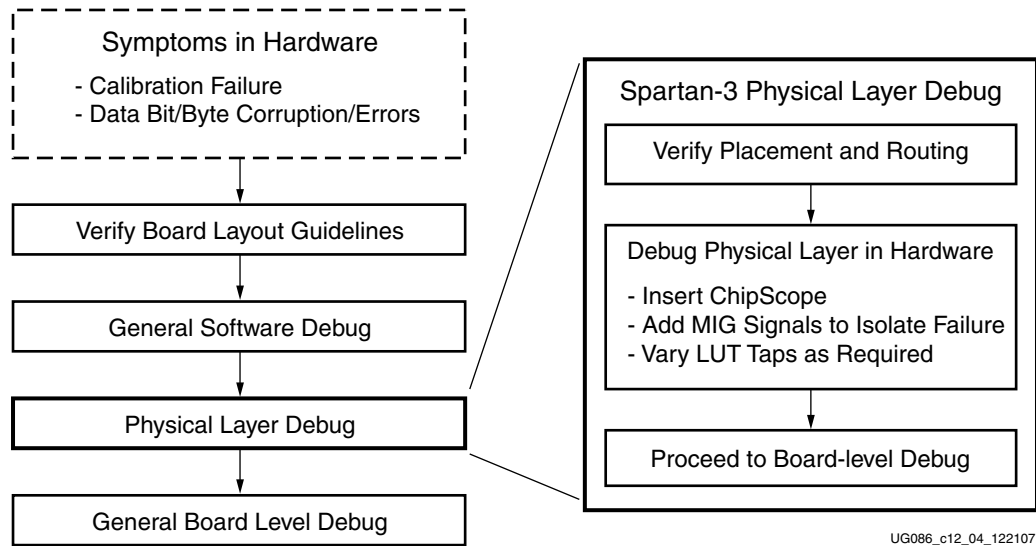 Symptoms in Hardware
- Calibration Failure
- Data Bit/Byte Corruption/Errors
Verify Board Layout Guidelines
General Software Debug
Physical Layer Debug
General Board Level Debug
Spartan-3 Physical Layer Debug
Verify Placement and Routing
Debug Physical Layer in Hardware
- Insert ChipScope
- Add MIG Signals to Isolate Failure
- Vary LUT Taps as Required
Proceed to Board-level Debug
UG086_c12_04_122107